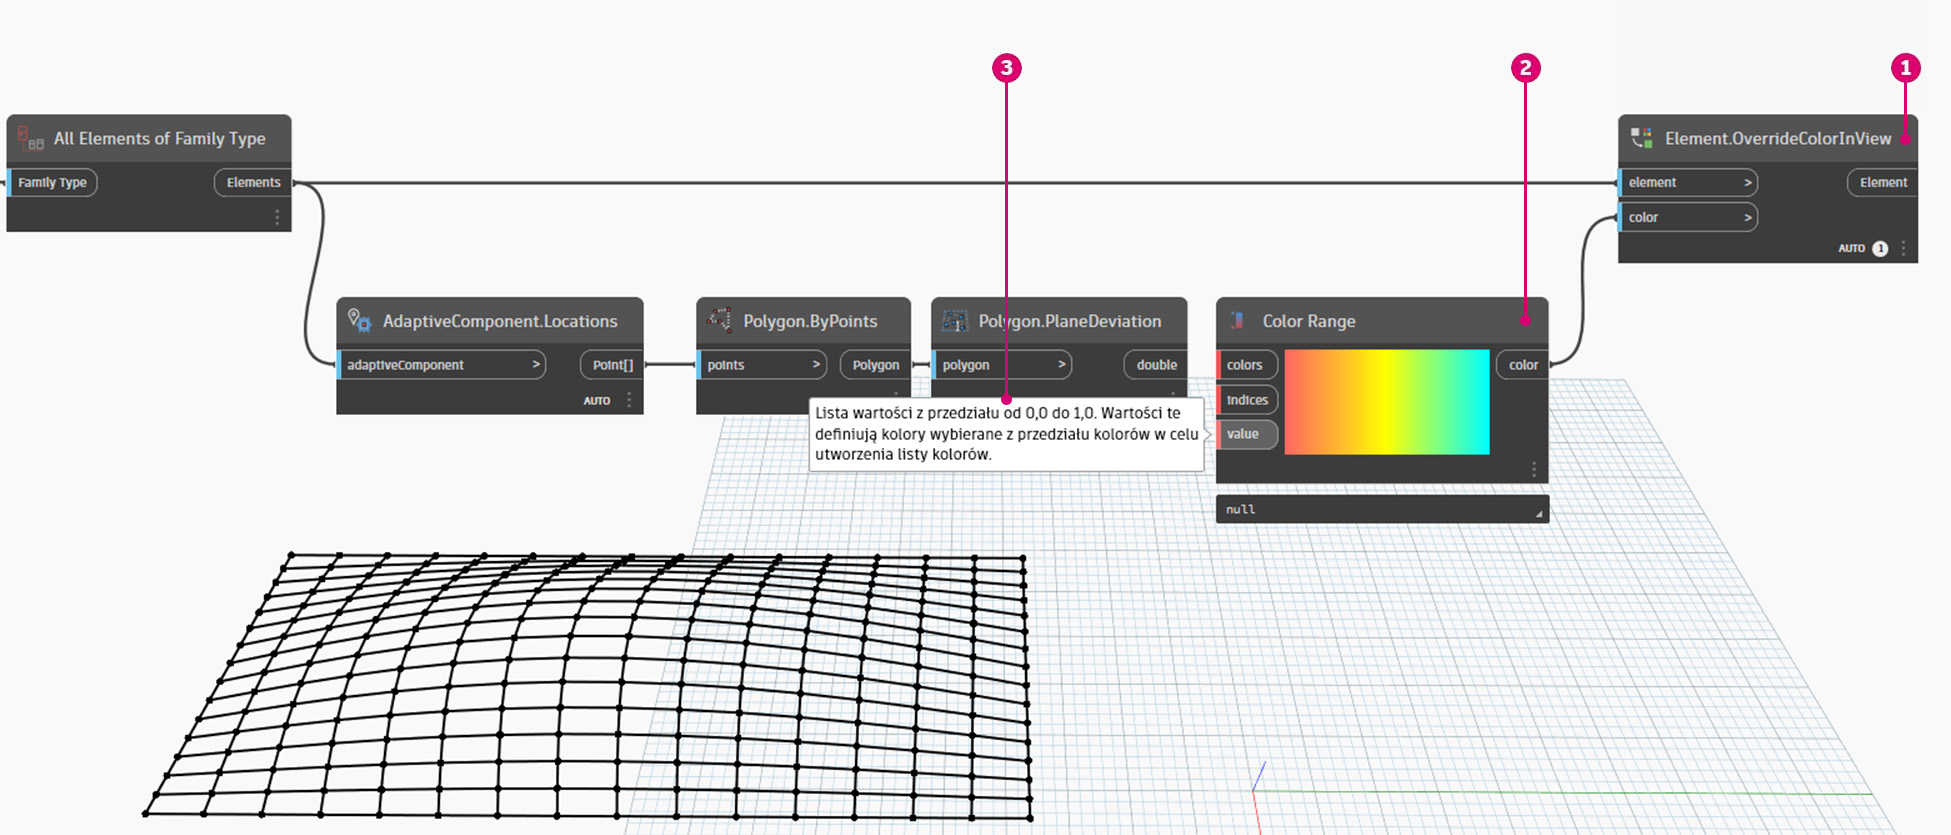 3
2
1
All Elements of Family Type
Family Type
Elements
Element.OverrideColorInView
element >
Element
color >
AUTO 1
AdaptiveComponent.Locations
adaptiveComponent >
Point[]
AUTO
Polygon.ByPoints
points >
Polygon
Polygon.PlaneDeviation
polygon >
double
Color Range
colors
color
indices
value
null
Lista wartości z przedziału od 0,0 do 1,0. Wartości te
definiują kolory wybierane z przedziału kolorów w celu
utworzenia listy kolorów.